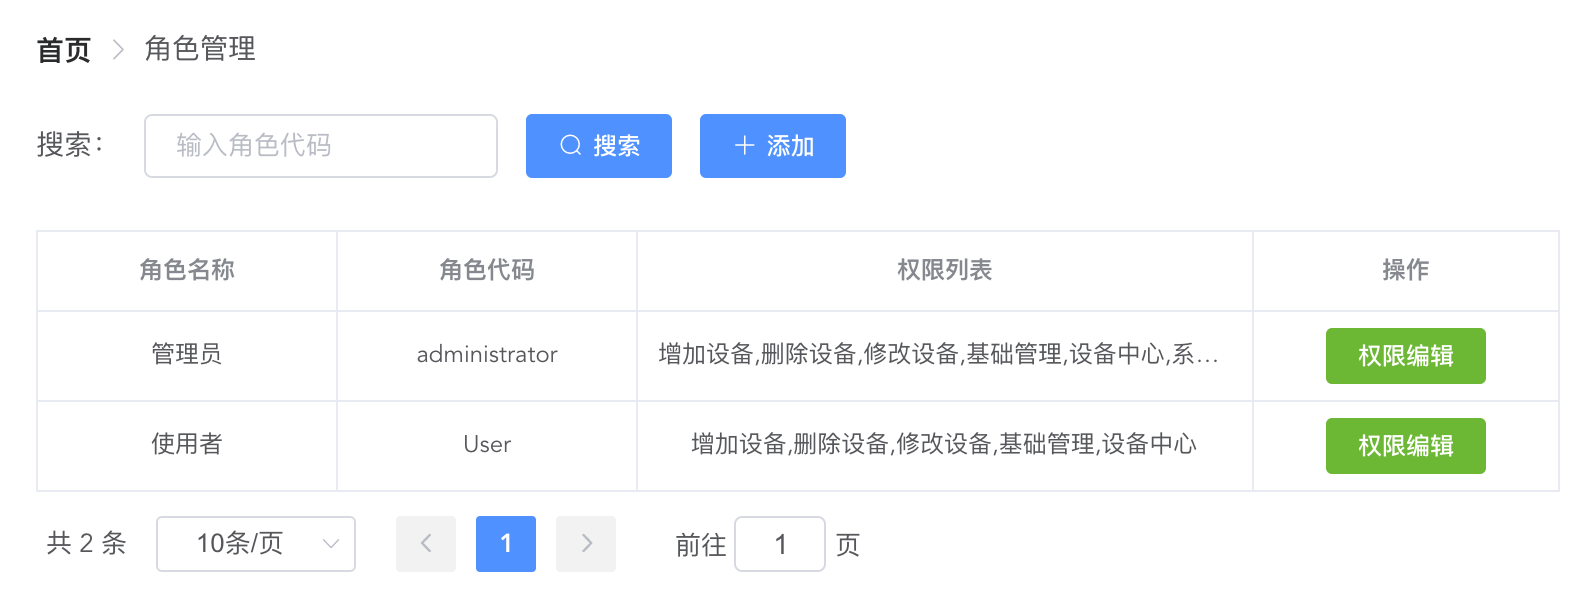 首页 > 角色管理
搜索: 输入角色代码 搜索 添加
角色名称 角色代码 权限列表 操作
管理员 administrator 增加设备,删除设备,修改设备,基础管理,设备中心,系... 权限编辑
使用者 User 增加设备,删除设备,修改设备,基础管理,设备中心 权限编辑
共 2 条 10条/页 1 前往 1 页